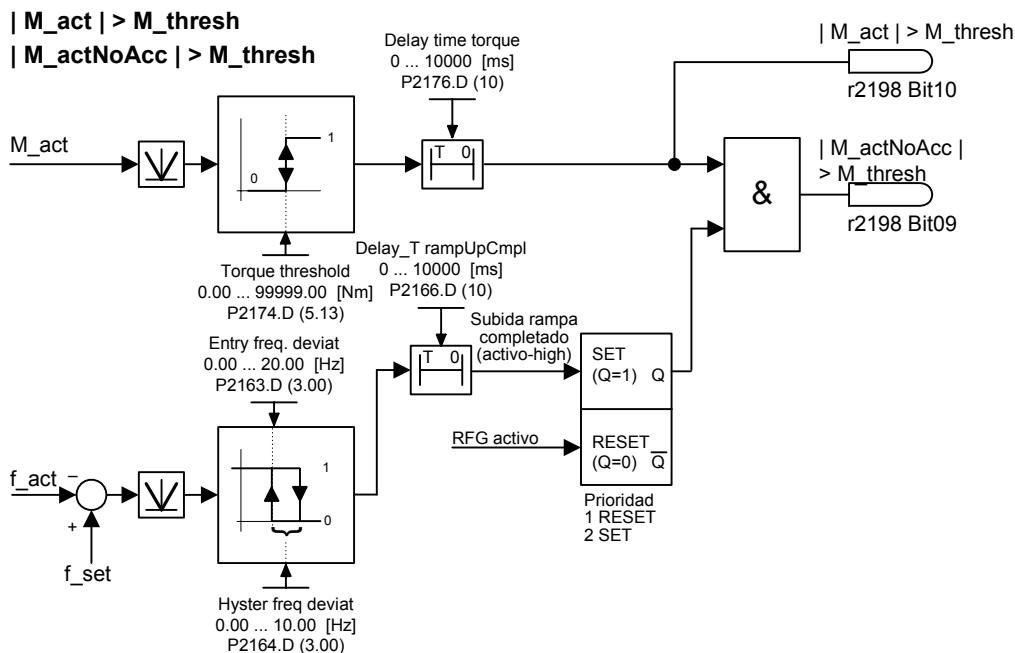 | M_act | > M_thresh
| M_actNoAcc | > M_thresh
Delay time torque
0 ... 10000 [ms]
P2176.D (10)
| M_act | > M_thresh
r2198 Bit10
M_act
1
0
T 0
&
| M_actNoAcc |
> M_thresh
r2198 Bit09
Torque threshold
0.00 ... 99999.00 [Nm]
P2174.D (5.13)
Delay_T rampUpCmpl
0 ... 10000 [ms]
P2166.D (10)
Entry freq. deviat
0.00 ... 20.00 [Hz]
P2163.D (3.00)
T 0
Subida rampa
completado
(activo-high)
SET
(Q=1) Q
RFG activo
RESET
(Q=0) Q
Prioridad
1 RESET
2 SET
f_act
–
+
f_set
1
0
Hyster freq deviat
0.00 ... 10.00 [Hz]
P2164.D (3.00)